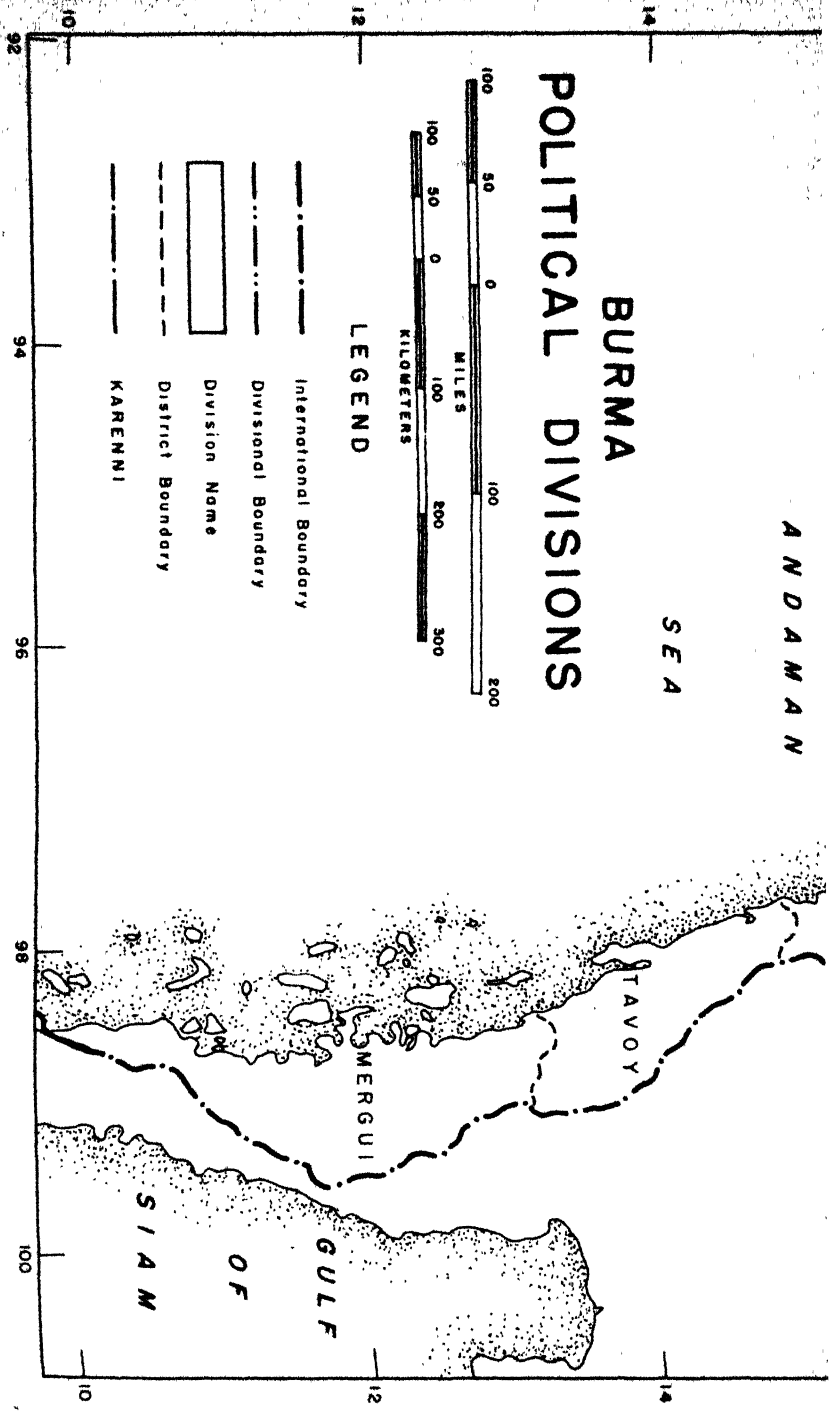 ANDAMAN
SEA
BURMA
POLITICAL DIVISIONS
100 50 0 100 200
MILES
100 50 0 100 200 300
KILOMETERS
LEGEND
International Boundary
Divisional Boundary
Division Name
District Boundary
KARENNI
TAVOY
MERGUI
GULF
OF
SIAM
14
12
10
92
94
96
98
100
10
12
14